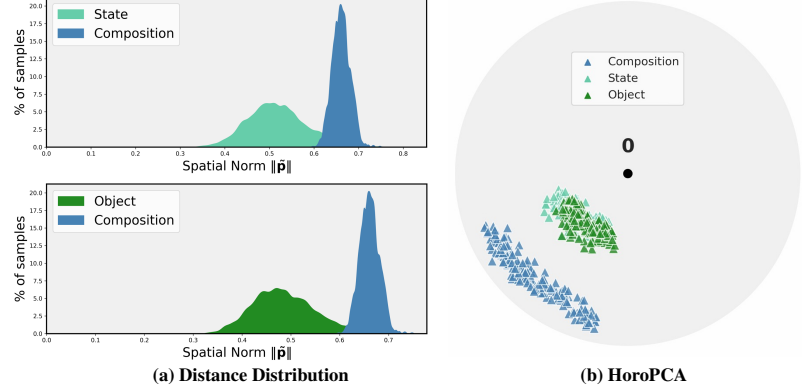 20.0
17.5
15.0
12.5
10.0
7.5
5.0
2.5
0.0
% of samples
State
Composition
0.0 0.1 0.2 0.3 0.4 0.5 0.6 0.7 0.8
Spatial Norm ‖p̃‖
20.0
17.5
15.0
12.5
10.0
7.5
5.0
2.5
0.0
% of samples
Object
Composition
0.0 0.1 0.2 0.3 0.4 0.5 0.6 0.7
Spatial Norm ‖p̃‖
(a) Distance Distribution
Composition
State
Object
0
(b) HoroPCA